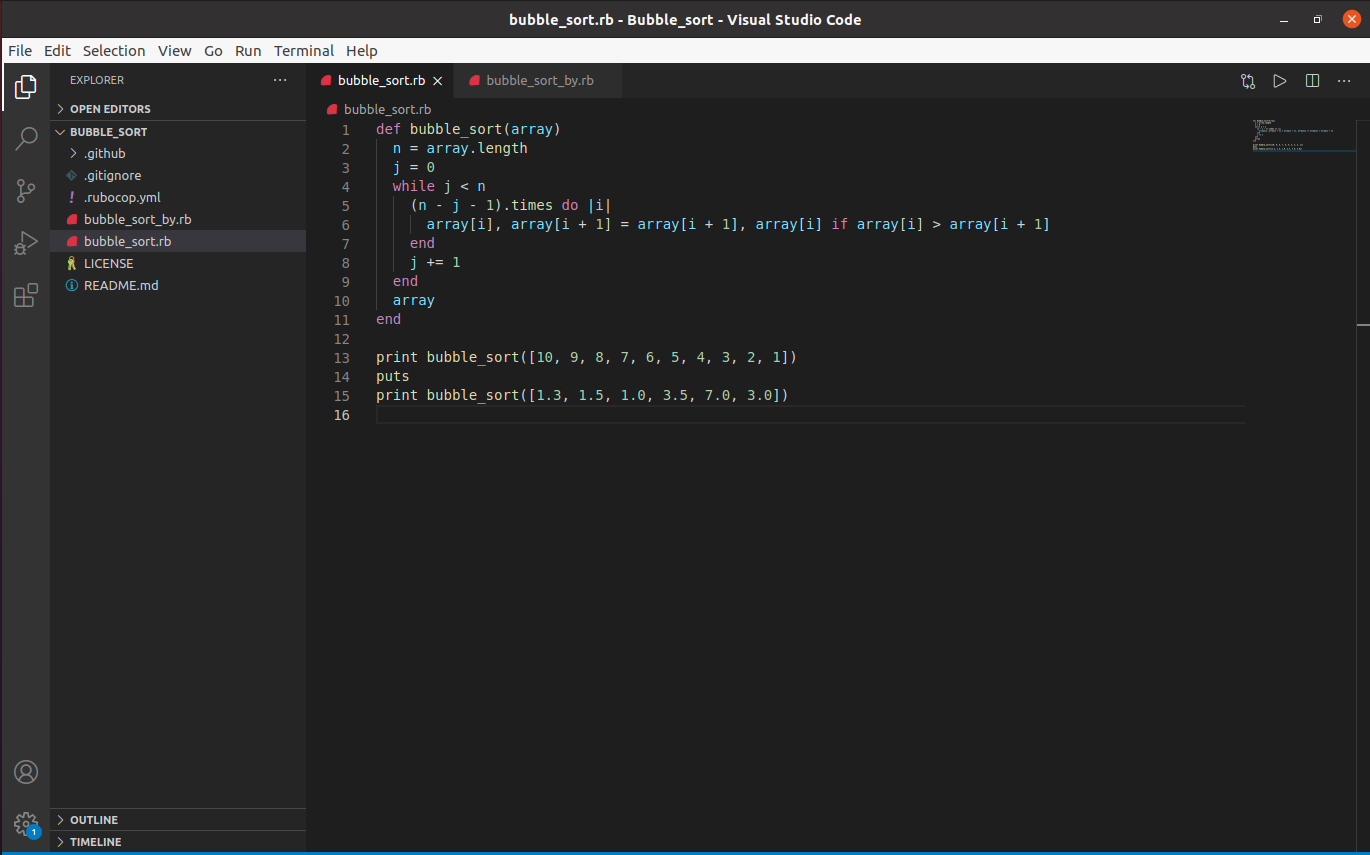 bubble_sort.rb - Bubble_sort - Visual Studio Code
File Edit Selection View Go Run Terminal Help
EXPLORER
OPEN EDITORS
BUBBLE_SORT
.github
.gitignore
.rubocop.yml
bubble_sort_by.rb
bubble_sort.rb
LICENSE
README.md
OUTLINE
TIMELINE
1
bubble_sort.rb bubble_sort_by.rb
bubble_sort.rb
1 def bubble_sort(array)
2   n = array.length
3   j = 0
4   while j < n
5     (n - j - 1).times do |i|
6       array[i], array[i + 1] = array[i + 1], array[i] if array[i] > array[i + 1]
7     end
8     j += 1
9   end
10   array
11 end
12
13 print bubble_sort([10, 9, 8, 7, 6, 5, 4, 3, 2, 1])
14 puts
15 print bubble_sort([1.3, 1.5, 1.0, 3.5, 7.0, 3.0])
16